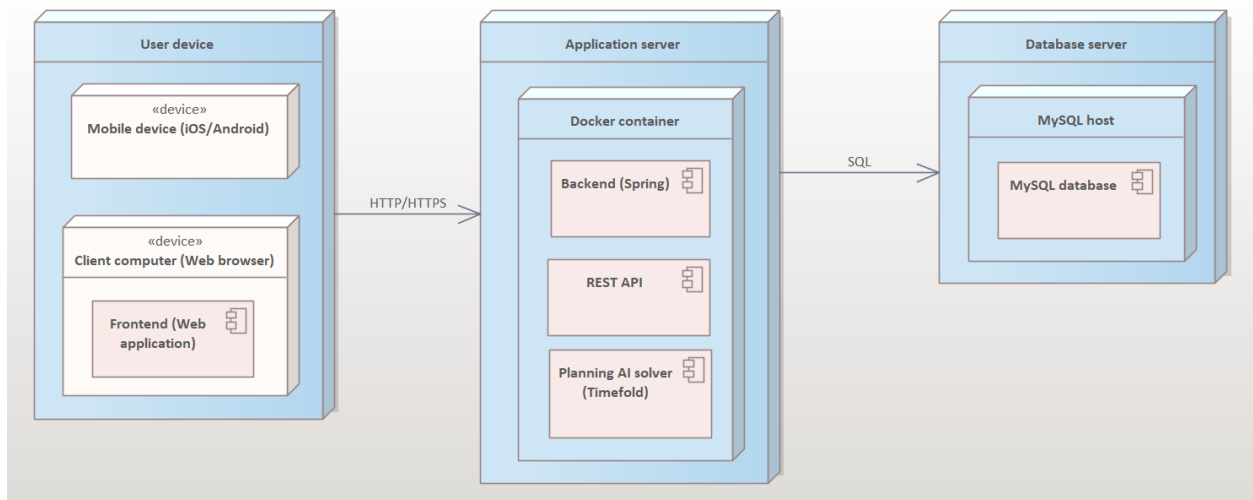 User device
«device»
Mobile device (iOS/Android)
«device»
Client computer (Web browser)
Frontend (Web
application)
HTTP/HTTPS
Application server
Docker container
Backend (Spring)
REST API
Planning AI solver
(Timefold)
SQL
Database server
MySQL host
MySQL database